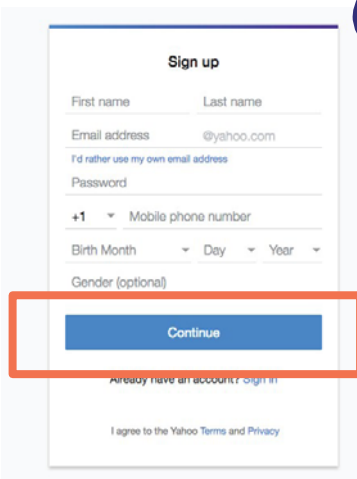 Sign up
First name Last name
Email address @yahoo.com
I'd rather use my own email address
Password
+1 Mobile phone number
Birth Month Day Year
Gender (optional)
Continue
Already have an account? Sign in
I agree to the Yahoo Terms and Privacy